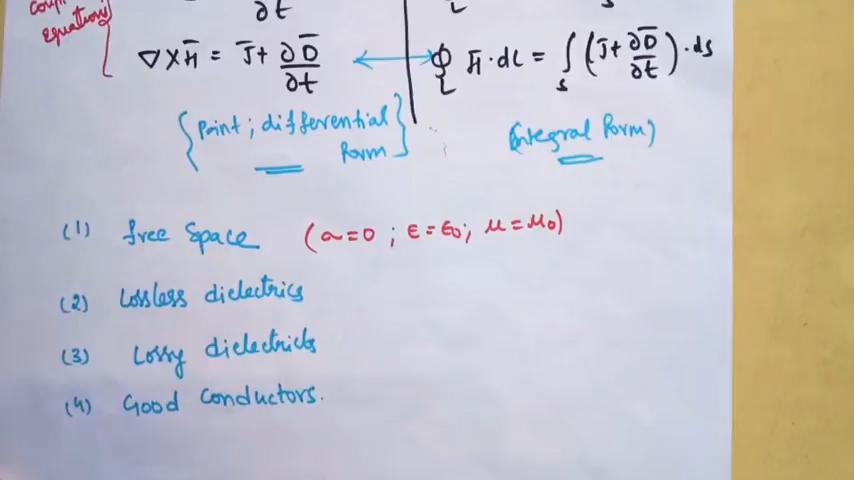 ∂t
equations
∇×H̄ = J̄ + ∂D̄/∂t ⟷ ∮_L H̄·dL = ∫_s (J̄ + ∂D̄/∂t)·ds
{Point; differential form} (Integral form)
(1) free space (σ=0 ; ε=ε₀; μ=μ₀)
(2) Lossless dielectrics
(3) Lossy dielectrics
(4) Good Conductors.